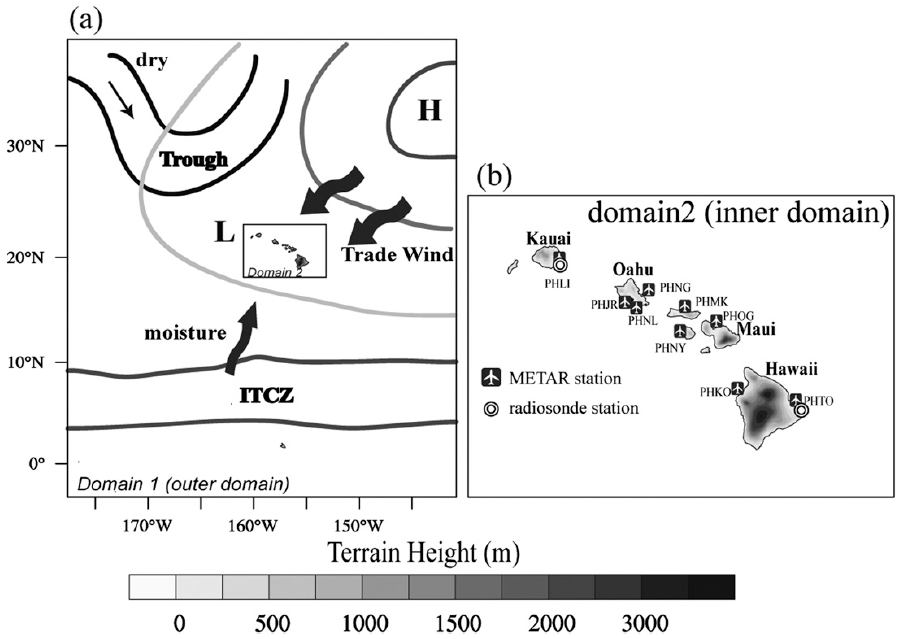 (a)
dry
H
Trough
30°N
L
Trade Wind
20°N
Domain 2
moisture
10°N
ITCZ
0°
Domain 1 (outer domain)
170°W 160°W 150°W
(b)
domain2 (inner domain)
Kauai
PHLI
Oahu
PHNG
PHJR
PHNL
PHMK
PHOG
Maui
PHNY
Hawaii
METAR station
PHKO
PHTO
radiosonde station
Terrain Height (m)
0 500 1000 1500 2000 3000